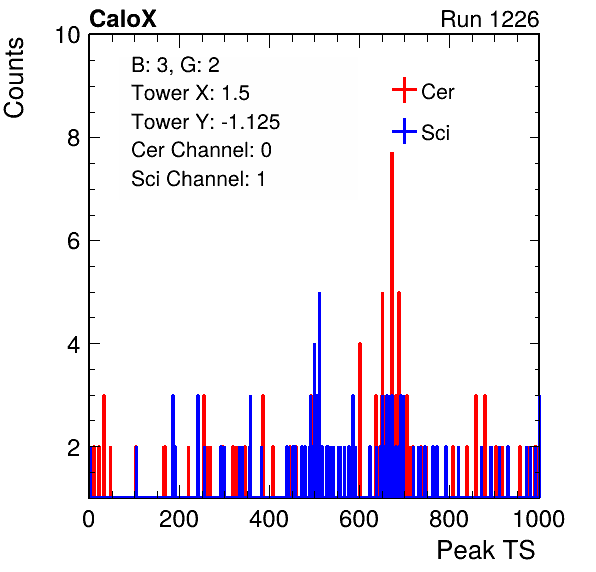 CaloX Run 1226
Counts
10
8
6
4
2
B: 3, G: 2
Tower X: 1.5
Tower Y: -1.125
Cer Channel: 0
Sci Channel: 1
Cer
Sci
0 200 400 600 800 1000
Peak TS